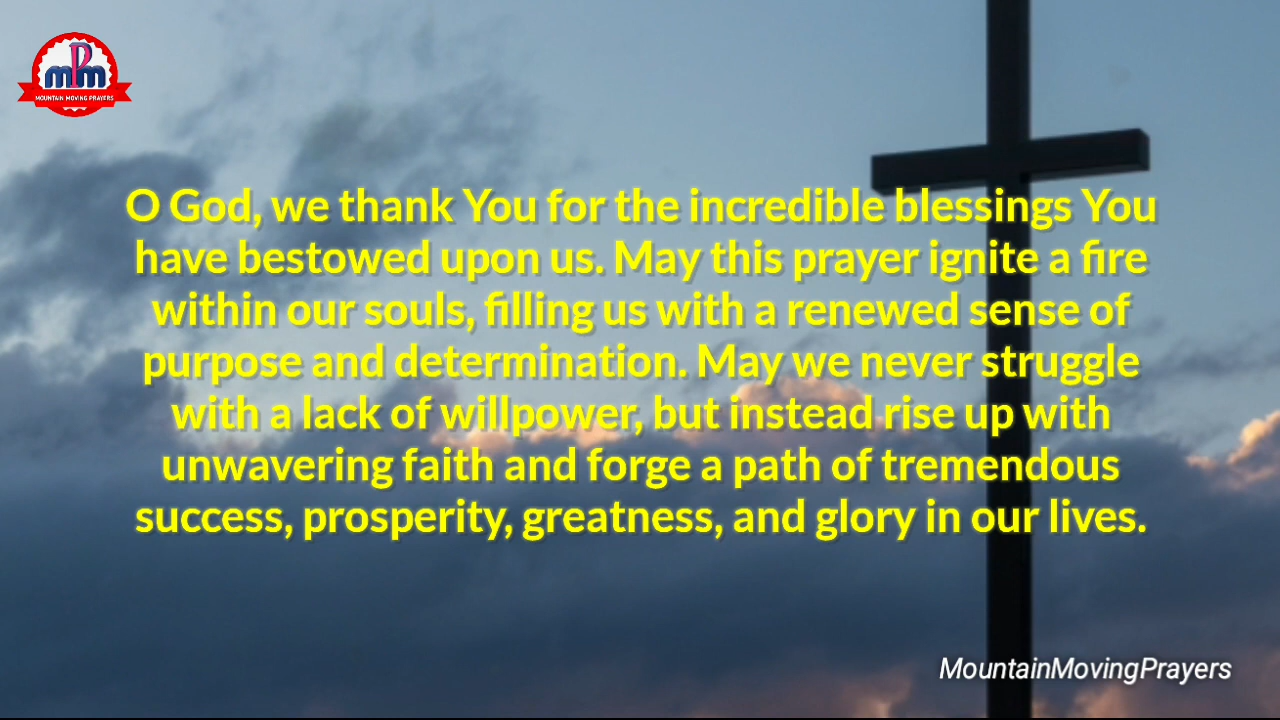 mPm
MOUNTAIN MOVING PRAYERS
O God, we thank You for the incredible blessings You
have bestowed upon us. May this prayer ignite a fire
within our souls, filling us with a renewed sense of
purpose and determination. May we never struggle
with a lack of willpower, but instead rise up with
unwavering faith and forge a path of tremendous
success, prosperity, greatness, and glory in our lives.
MountainMovingPrayers